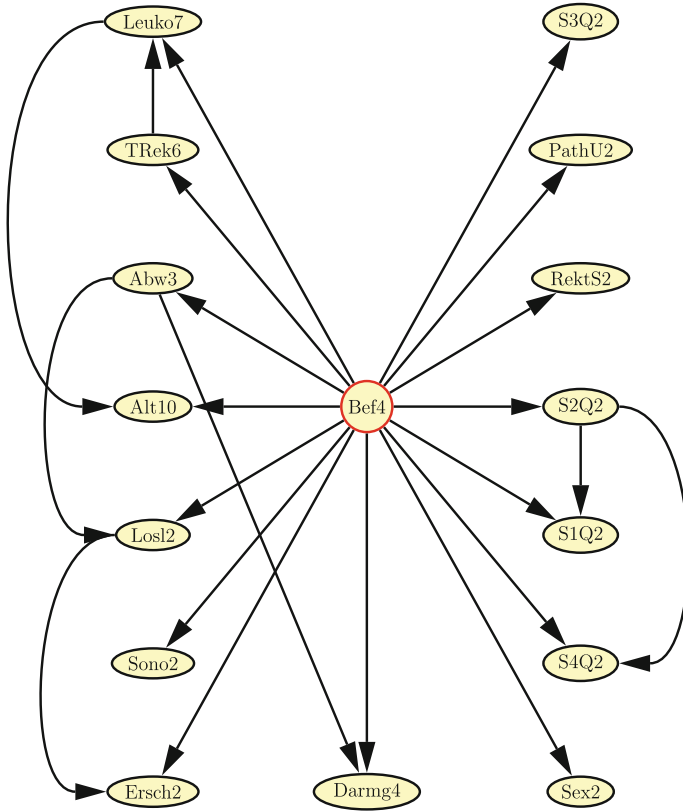 Leuko7
S3Q2
TRek6
PathU2
Abw3
RektS2
Alt10
Bef4
S2Q2
Losl2
S1Q2
Sono2
S4Q2
Ersch2
Darmg4
Sex2